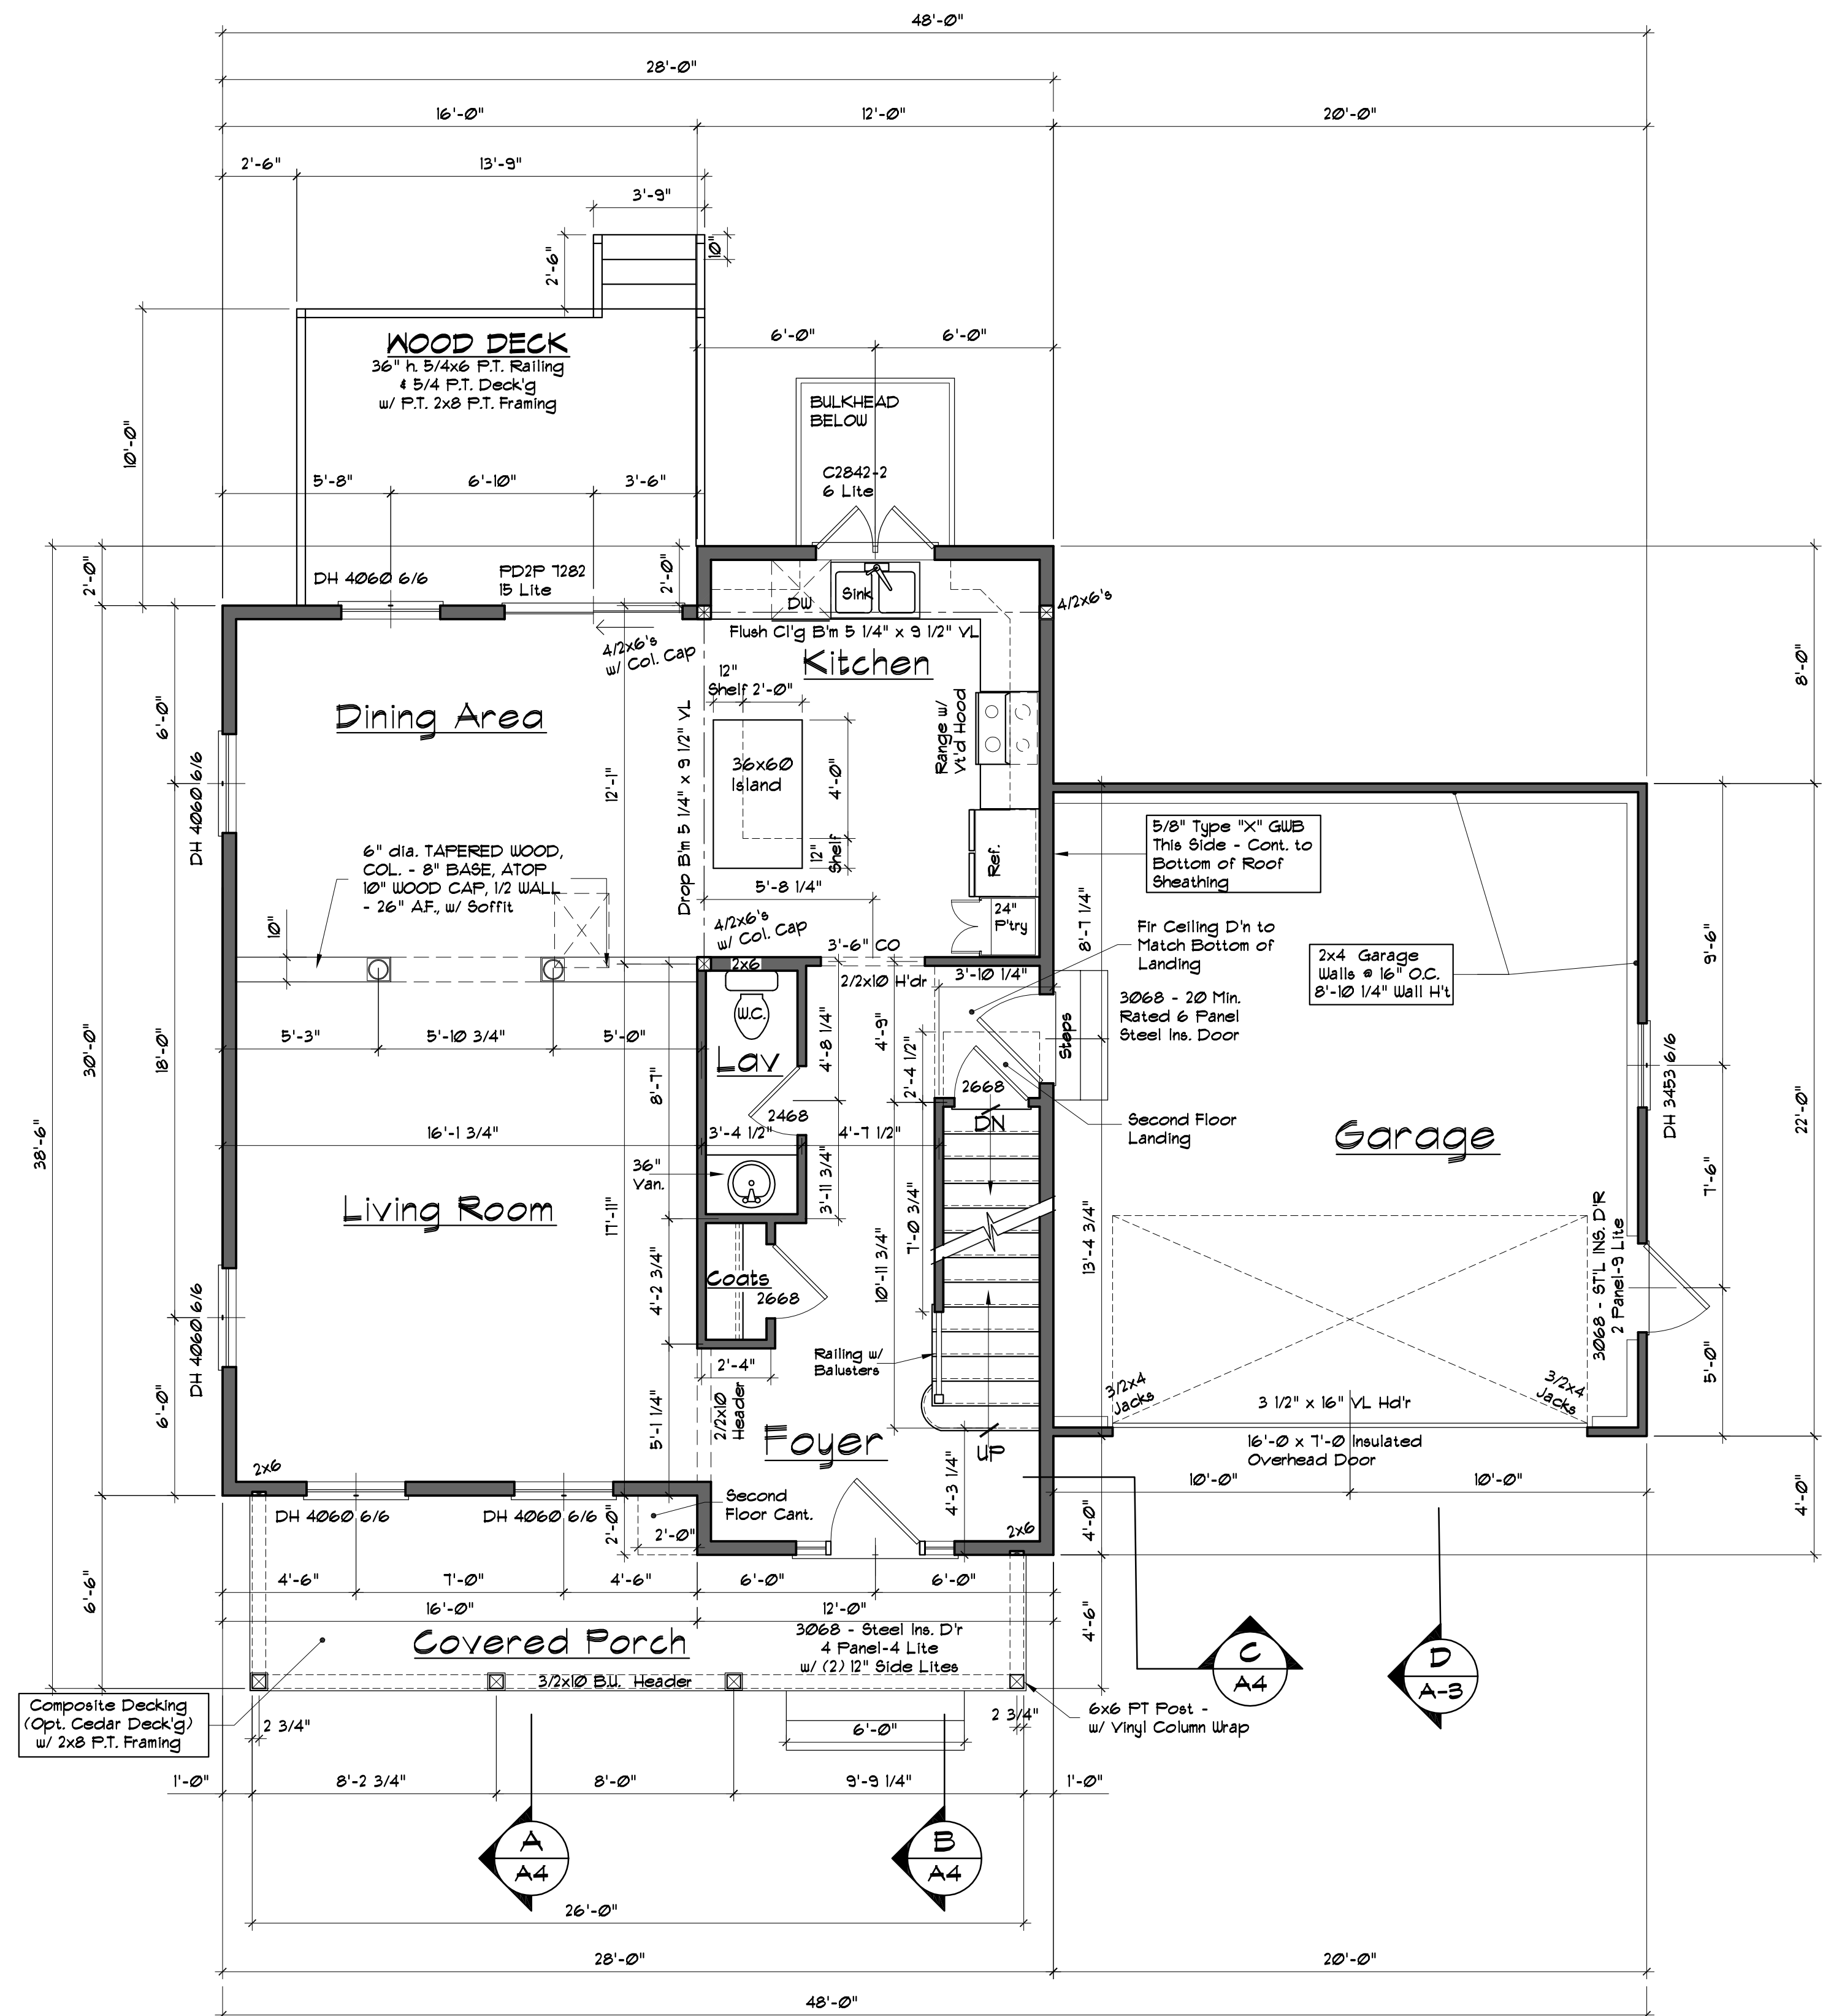 48'-0"
28'-0"
16'-0"
12'-0"
20'-0"
2'-6"
13'-9"
3'-9"
2'-6"
10"
WOOD DECK
36" h. 5/4x6 P.T. Railing
& 5/4 P.T. Deck'g
w/ P.T. 2x8 P.T. Framing
10'-0"
6'-0"
6'-0"
BULKHEAD
BELOW
C2842-2
6 Lite
5'-8"
6'-10"
3'-6"
2'-0"
2'-0"
DH 4060 6/6
PD2P 7282
15 Lite
DW
Sink
4/2x6's
4/2x6's
w/ Col. Cap
Flush Cl'g B'm 5 1/4" x 9 1/2" VL
Kitchen
12"
Shelf
2'-0"
Dining Area
Drop B'm 5 1/4" x 9 1/2" VL
36x60
Island
4'-0"
12"
Shelf
Range w/
Vt'd Hood
Ref.
24"
P'try
8'-0"
6'-0"
DH 4060 6/6
12'-1"
6" dia. TAPERED WOOD,
COL. - 8" BASE, ATOP
10" WOOD CAP, 1/2 WALL
- 26" A.F., w/ Soffit
10"
5'-8 1/4"
4/2x6's
w/ Col. Cap
3'-6" CO
2x6
2/2x10 H'dr
3'-10 1/4"
5/8" Type "X" GWB
This Side - Cont. to
Bottom of Roof
Sheathing
8'-7 1/4"
Fir Ceiling D'n to
Match Bottom of
Landing
2x4 Garage
Walls @ 16" O.C.
8'-10 1/4" Wall H't
9'-6"
3068 - 20 Min.
Rated 6 Panel
Steel Ins. Door
Steps
W.C.
Lav
4'-8 1/4"
4'-9"
2'-4 1/2"
2668
DN
Second Floor
Landing
5'-3"
5'-10 3/4"
5'-0"
38'-6"
30'-0"
18'-0"
8'-7"
2468
16'-1 3/4"
3'-4 1/2"
4'-7 1/2"
36"
Van.
3'-11 3/4"
Living Room
17'-11"
7'-0 3/4"
10'-11 3/4"
13'-4 3/4"
Garage
DH 3453 6/6
22'-0"
7'-6"
3068 - ST'L INS. D'R
2 Panel-9 Lite
5'-0"
Coats
2668
4'-2 3/4"
DH 4060 6/6
6'-0"
2'-4"
Railing w/
Balusters
2/2x10
Header
5'-1 1/4"
Foyer
UP
3/2x4
Jacks
3 1/2" x 16" VL Hd'r
3/2x4
Jacks
16'-0 x 7'-0 Insulated
Overhead Door
10'-0"
10'-0"
4'-0"
2x6
DH 4060 6/6
DH 4060 6/6
2'-0"
2'-0"
Second
Floor Cant.
4'-3 1/4"
2x6
4'-0"
4'-6"
7'-0"
4'-6"
6'-0"
6'-0"
16'-0"
12'-0"
6'-6"
4'-6"
Covered Porch
3068 - Steel Ins. D'r
4 Panel-4 Lite
w/ (2) 12" Side Lites
3/2x10 B.U. Header
C
A4
D
A-3
Composite Decking
(Opt. Cedar Deck'g)
w/ 2x8 P.T. Framing
2 3/4"
6'-0"
2 3/4"
6x6 PT Post -
w/ Vinyl Column Wrap
1'-0"
8'-2 3/4"
8'-0"
9'-9 1/4"
1'-0"
A
A4
B
A4
26'-0"
28'-0"
20'-0"
48'-0"